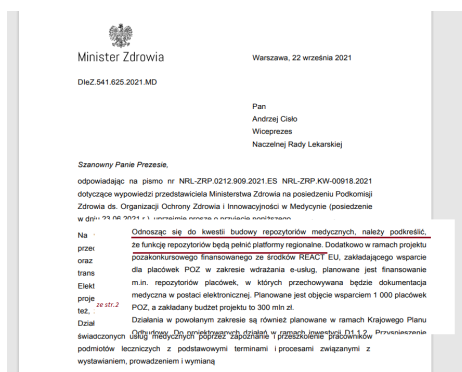 Minister Zdrowia
Warszawa, 22 września 2021
DIeZ.541.625.2021.MD
Pan
Andrzej Cisło
Wiceprezes
Naczelnej Rady Lekarskiej
Szanowny Panie Prezesie,
odpowiadając na pismo nr NRL-ZRP.0212.909.2021.ES NRL-ZRP.KW-00918.2021
dotyczące wypowiedzi przedstawiciela Ministerstwa Zdrowia na posiedzeniu Podkomisji
Zdrowia ds. Organizacji Ochrony Zdrowia i Innowacyjności w Medycynie (posiedzenie
w dniu 23.06.2021 r.), uprzejmie proszę o przyjęcie poniższego.
Na
przed
oraz
trans
Elekt
proje
też,
Dział
ze str.2
Odnosząc się do kwestii budowy repozytoriów medycznych, należy podkreślić,
że funkcję repozytoriów będą pełnić platformy regionalne. Dodatkowo w ramach projektu
pozakonkursowego finansowanego ze środków REACT EU, zakładającego wsparcie
dla placówek POZ w zakresie wdrażania e-usług, planowane jest finansowanie
m.in. repozytoriów placówek, w których przechowywana będzie dokumentacja
medyczna w postaci elektronicznej. Planowane jest objęcie wsparciem 1 000 placówek
POZ, a zakładany budżet projektu to 300 mln zł.
Działania w powołanym zakresie są również planowane w ramach Krajowego Planu
Odbudowy. Do projektowanych działań w ramach inwestycji D1.1.2. Przyspieszenie
świadczonych usług medycznych poprzez zapoznanie i przeszkolenie pracowników
podmiotów leczniczych z podstawowymi terminami i procesami związanymi z
wystawianiem, prowadzeniem i wymianą